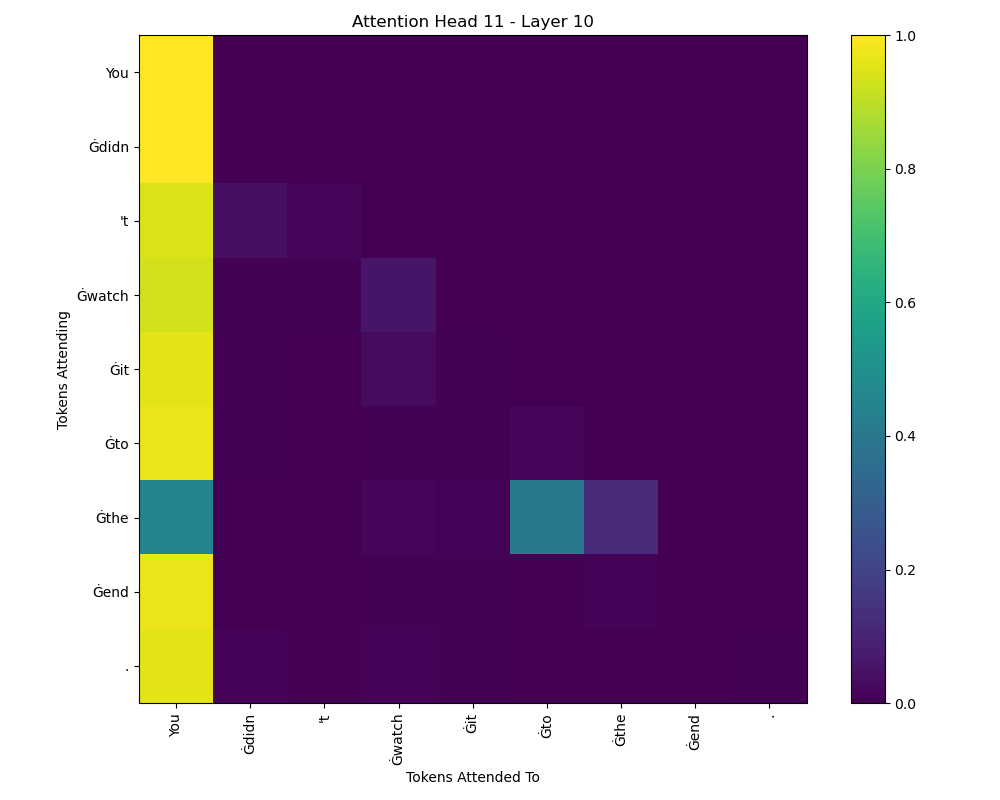 Attention Head 11 - Layer 10
You
Ġdidn
't
Ġwatch
Ġit
Ġto
Ġthe
Ġend
.
Tokens Attending
You
Ġdidn
't
Ġwatch
Ġit
Ġto
Ġthe
Ġend
.
Tokens Attended To
1.0
0.8
0.6
0.4
0.2
0.0